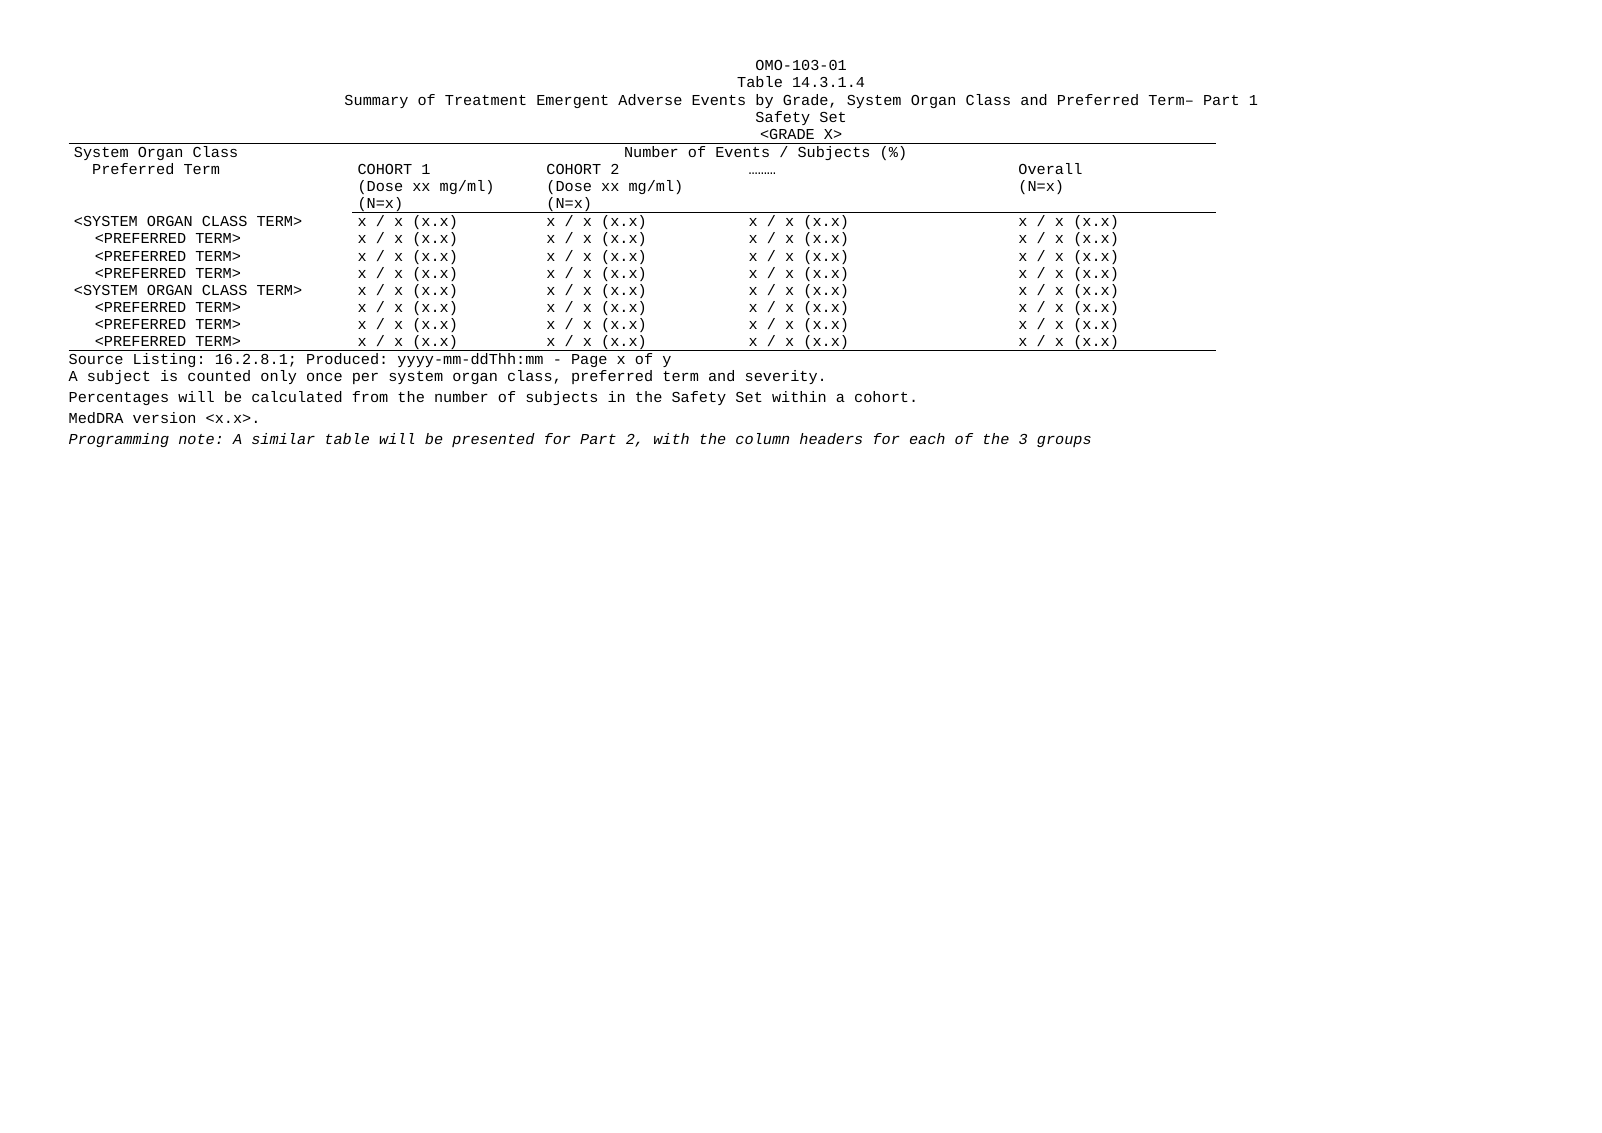 OMO-103-01
Table 14.3.1.4
Summary of Treatment Emergent Adverse Events by Grade, System Organ Class and Preferred Term– Part 1
Safety Set
<GRADE X>
System Organ Class Number of Events / Subjects (%)
Preferred Term COHORT 1 COHORT 2 ……… Overall
(Dose xx mg/ml) (Dose xx mg/ml) (N=x)
(N=x) (N=x)
<SYSTEM ORGAN CLASS TERM> x / x (x.x) x / x (x.x) x / x (x.x) x / x (x.x)
<PREFERRED TERM> x / x (x.x) x / x (x.x) x / x (x.x) x / x (x.x)
<PREFERRED TERM> x / x (x.x) x / x (x.x) x / x (x.x) x / x (x.x)
<PREFERRED TERM> x / x (x.x) x / x (x.x) x / x (x.x) x / x (x.x)
<SYSTEM ORGAN CLASS TERM> x / x (x.x) x / x (x.x) x / x (x.x) x / x (x.x)
<PREFERRED TERM> x / x (x.x) x / x (x.x) x / x (x.x) x / x (x.x)
<PREFERRED TERM> x / x (x.x) x / x (x.x) x / x (x.x) x / x (x.x)
<PREFERRED TERM> x / x (x.x) x / x (x.x) x / x (x.x) x / x (x.x)
Source Listing: 16.2.8.1; Produced: yyyy-mm-ddThh:mm - Page x of y
A subject is counted only once per system organ class, preferred term and severity.
Percentages will be calculated from the number of subjects in the Safety Set within a cohort.
MedDRA version <x.x>.
Programming note: A similar table will be presented for Part 2, with the column headers for each of the 3 groups